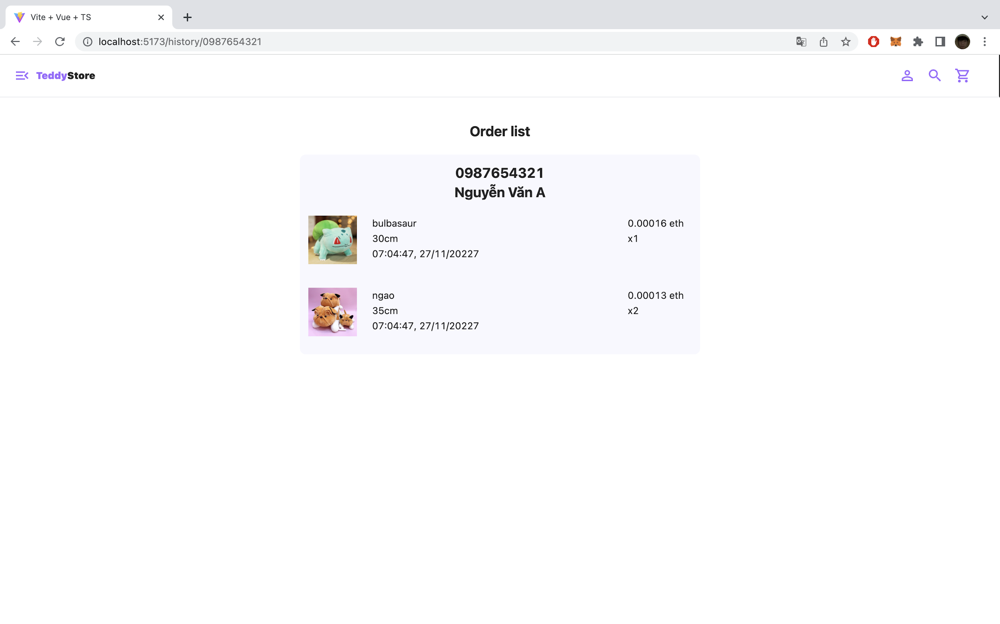 Vite + Vue + TS
localhost:5173/history/0987654321
TeddyStore
Order list
0987654321
Nguyễn Văn A
bulbasaur
0.00016 eth
30cm
x1
07:04:47, 27/11/20227
ngao
0.00013 eth
35cm
x2
07:04:47, 27/11/20227